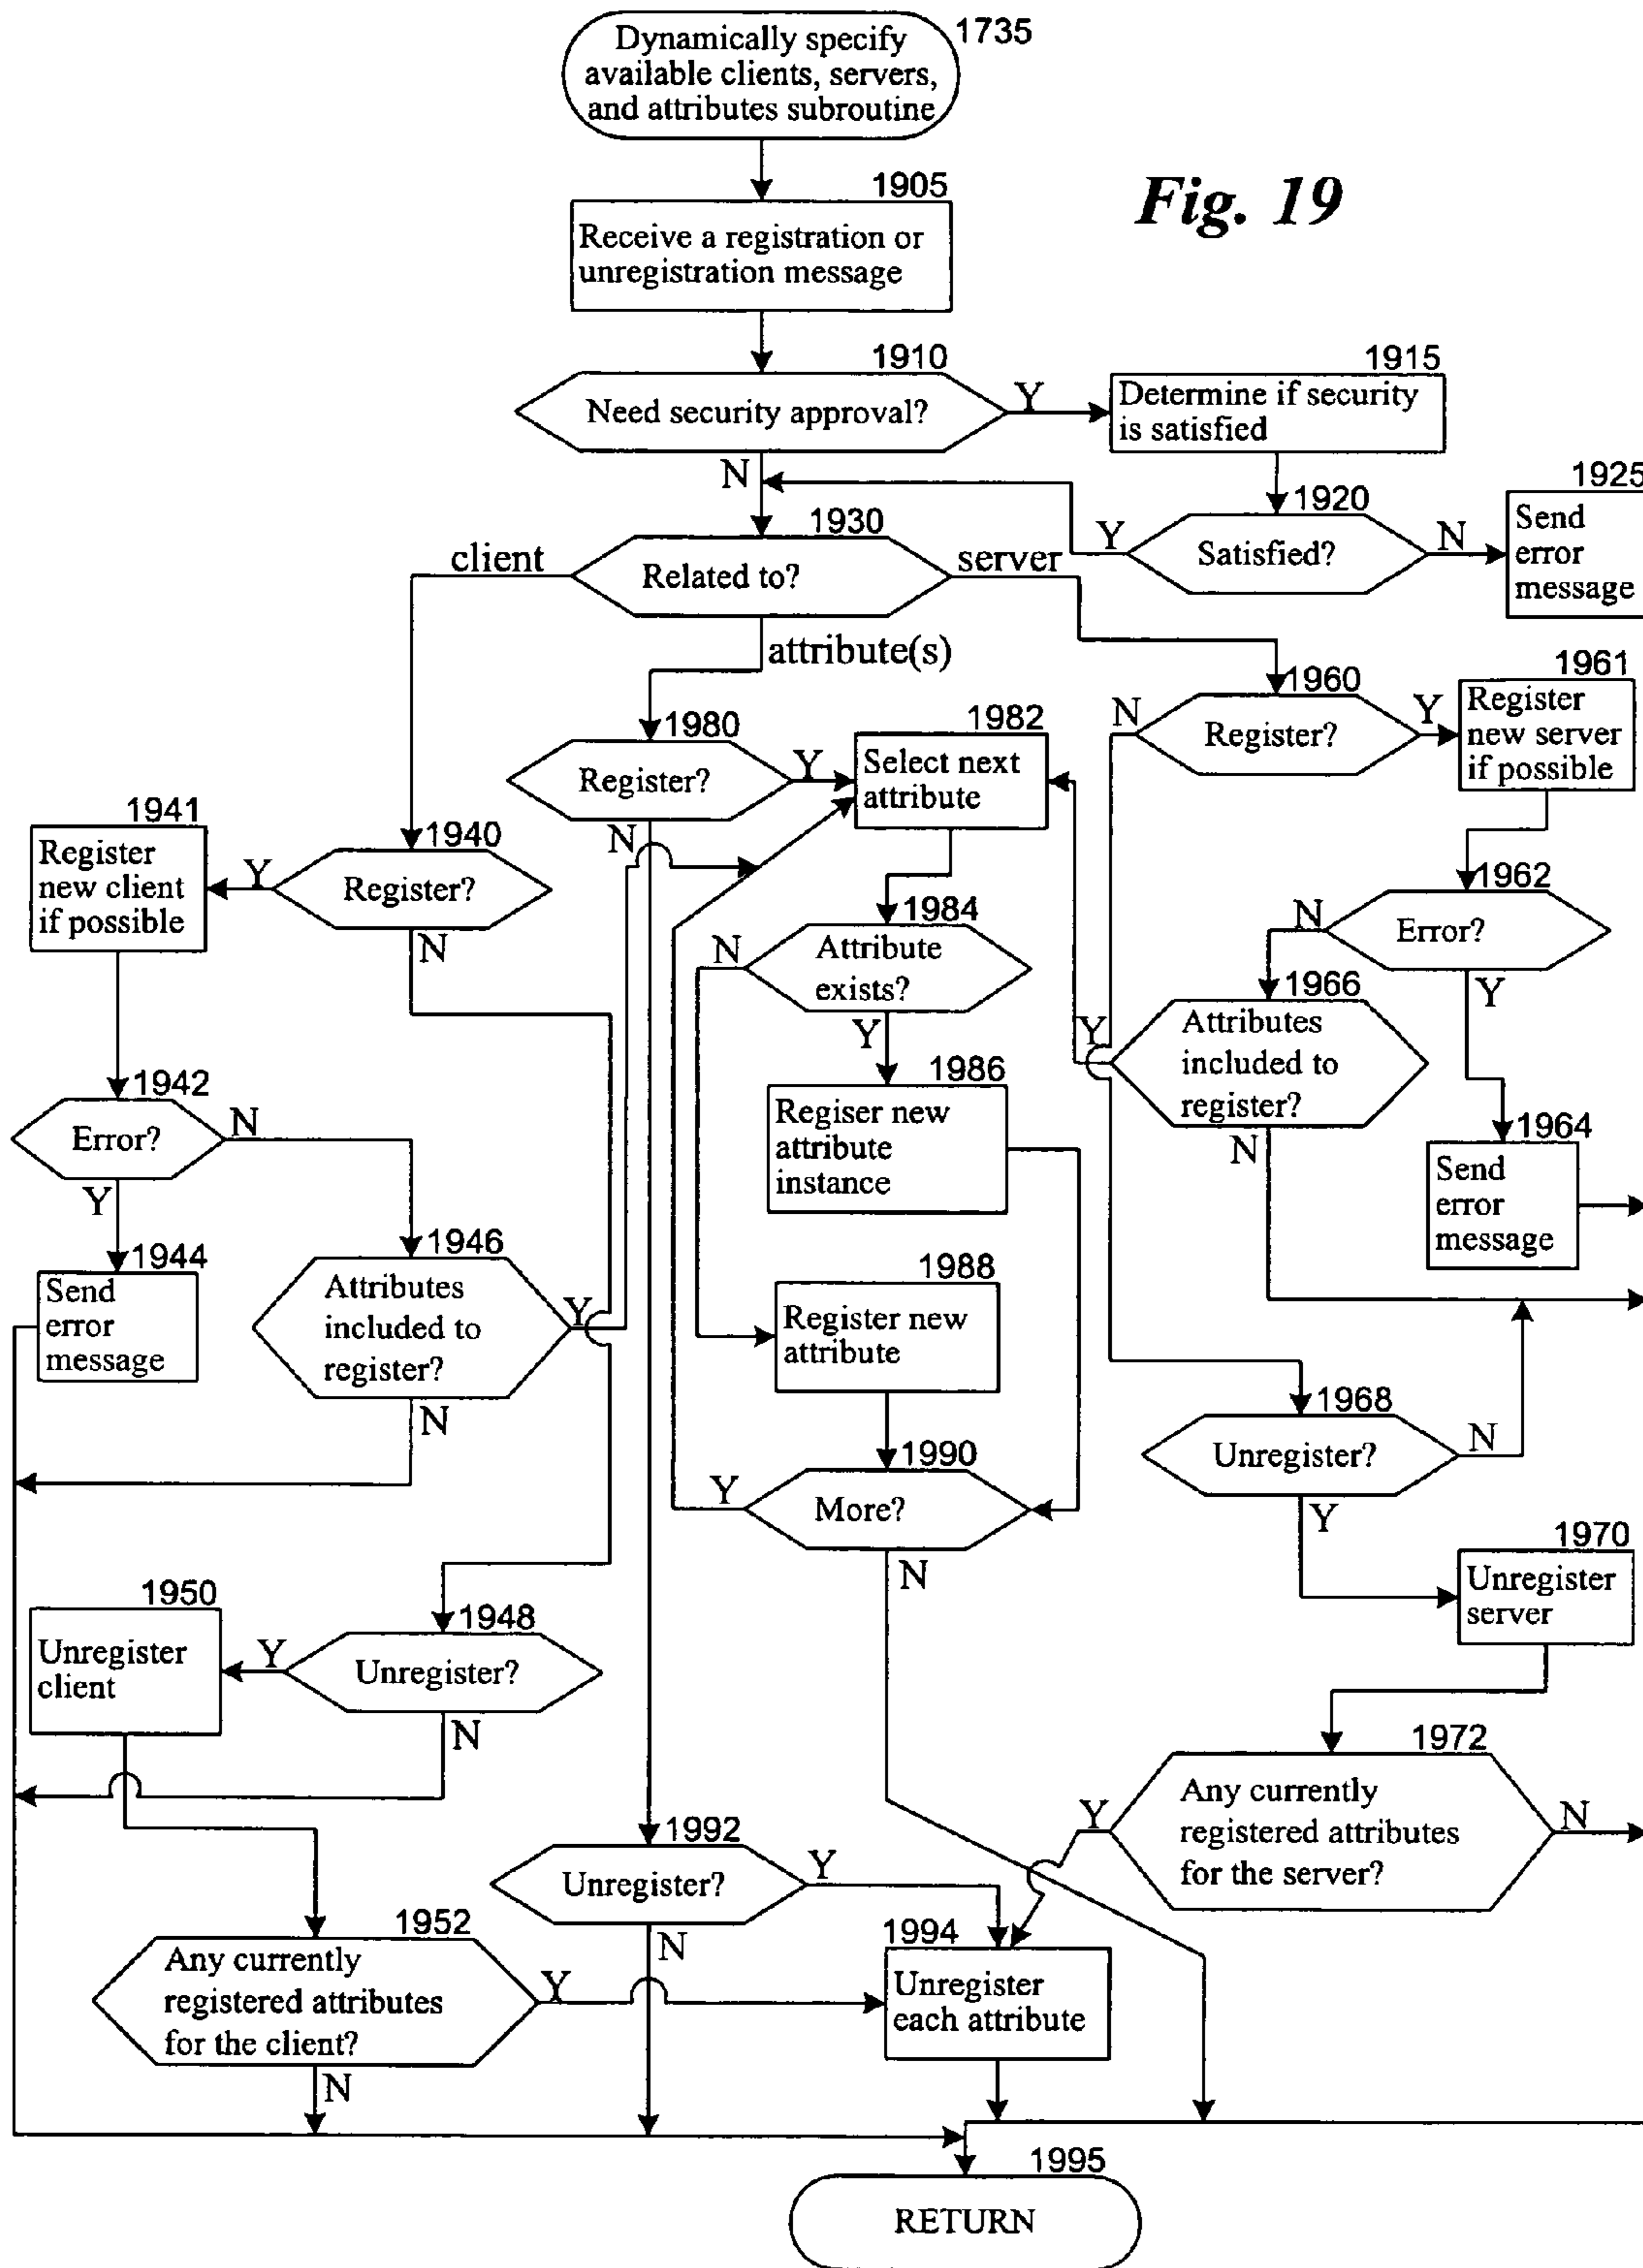 Dynamically specify
available clients, servers,
and attributes subroutine
1735
Fig. 19
1905
Receive a registration or
unregistration message
1910
Need security approval?
Y
N
1915
Determine if security
is satisfied
1920
Satisfied?
Y
N
1925
Send
error
message
1930
Related to?
client
server
attribute(s)
1960
Register?
N
Y
1961
Register
new server
if possible
1980
Register?
Y
N
1982
Select next
attribute
1941
Register
new client
if possible
1940
Register?
Y
N
1962
Error?
N
Y
1984
Attribute
exists?
N
Y
1966
Attributes
included to
register?
Y
N
1986
Regiser new
attribute
instance
1942
Error?
N
Y
1964
Send
error
message
1944
Send
error
message
1946
Attributes
included to
register?
Y
N
1988
Register new
attribute
1968
Unregister?
N
Y
1990
More?
Y
N
1970
Unregister
server
1950
Unregister
client
1948
Unregister?
Y
N
1972
Any currently
registered attributes
for the server?
Y
N
1992
Unregister?
Y
N
1952
Any currently
registered attributes
for the client?
Y
N
1994
Unregister
each attribute
1995
RETURN